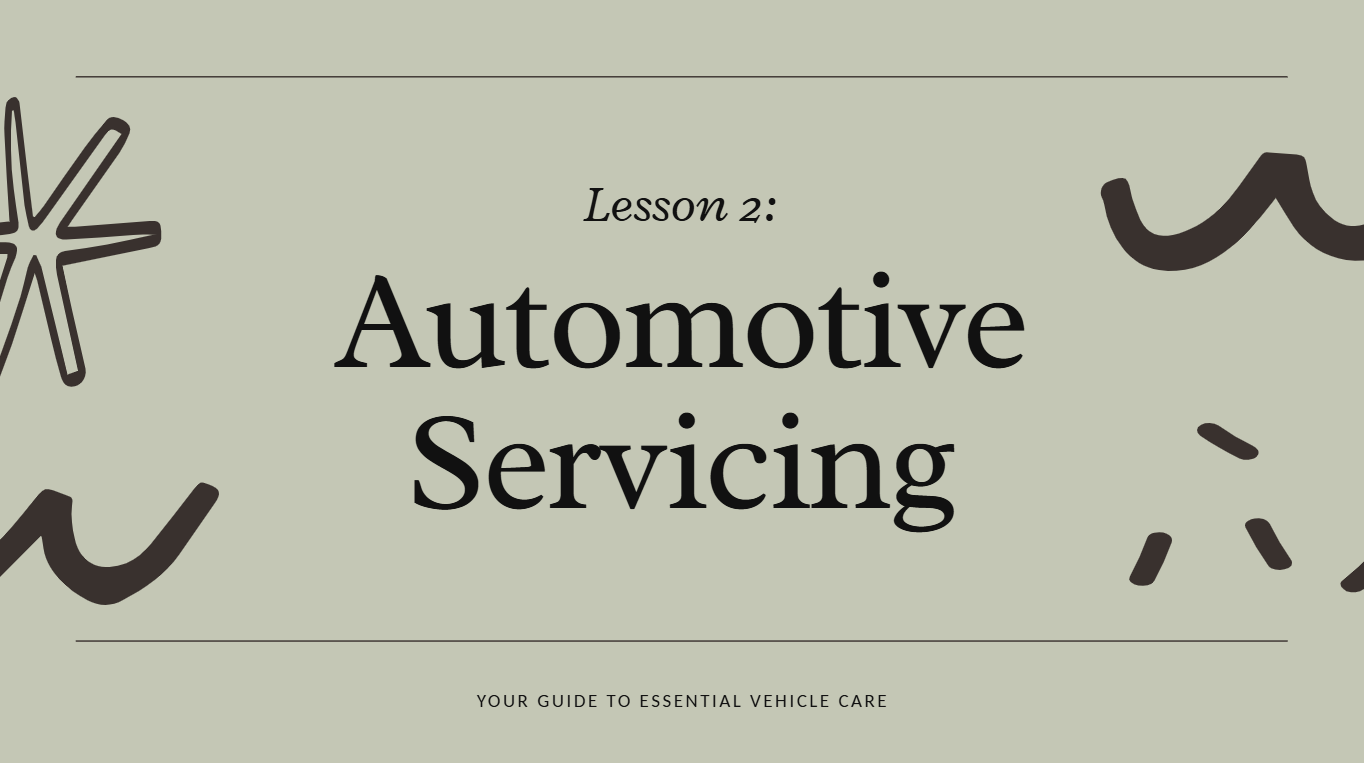 Lesson 2:
Automotive
Servicing
YOUR GUIDE TO ESSENTIAL VEHICLE CARE